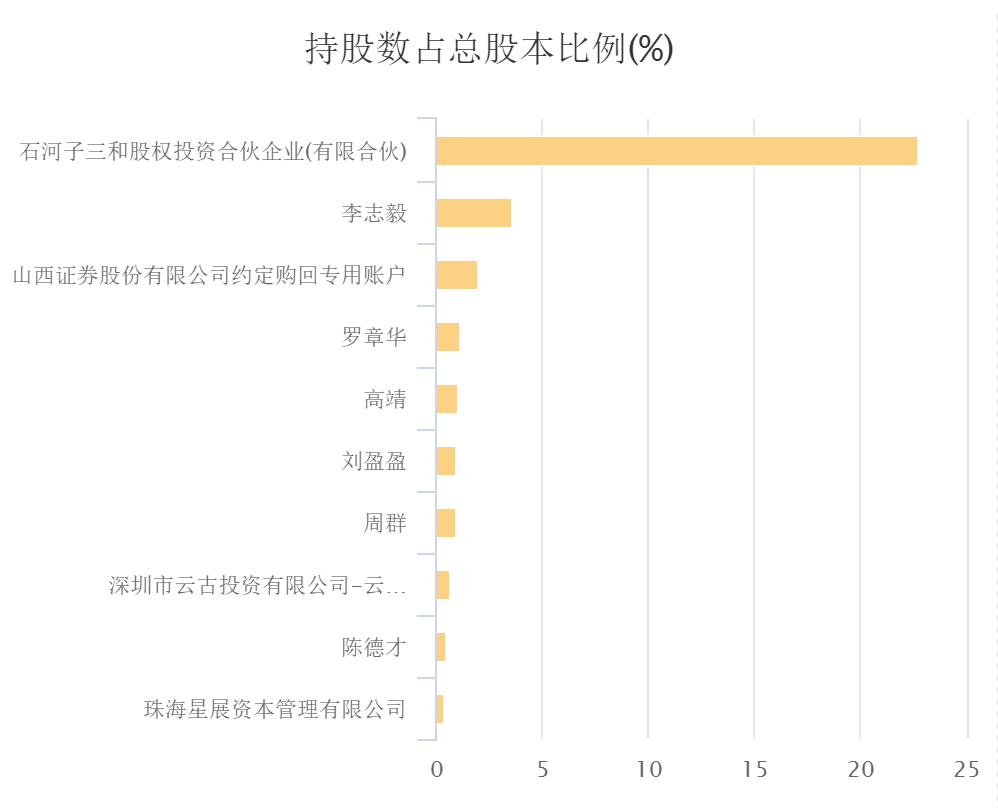 持股数占总股本比例(%)
石河子三和股权投资合伙企业(有限合伙)
李志毅
山西证券股份有限公司约定购回专用账户
罗章华
高靖
刘盈盈
周群
深圳市云古投资有限公司-云...
陈德才
珠海星展资本管理有限公司
0 5 10 15 20 25